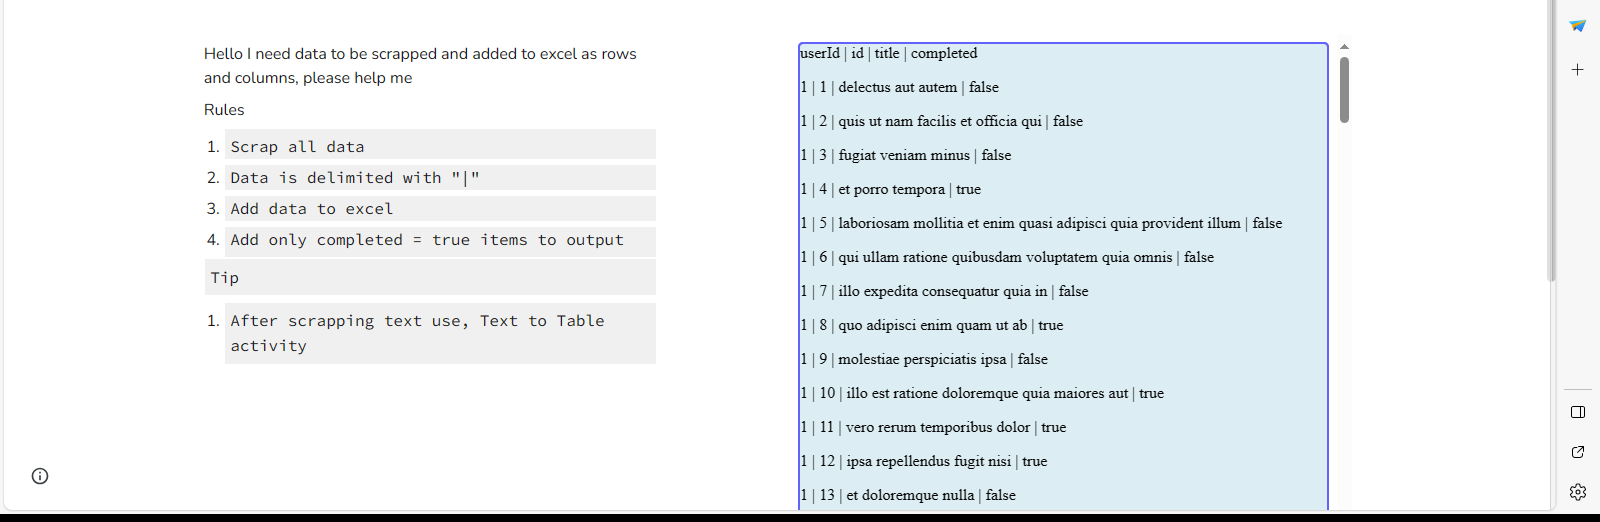 Hello I need data to be scrapped and added to excel as rows
and columns, please help me
Rules
1. Scrap all data
2. Data is delimited with "|"
3. Add data to excel
4. Add only completed = true items to output
Tip
1. After scrapping text use, Text to Table
activity
userId | id | title | completed
1 | 1 | delectus aut autem | false
1 | 2 | quis ut nam facilis et officia qui | false
1 | 3 | fugiat veniam minus | false
1 | 4 | et porro tempora | true
1 | 5 | laboriosam mollitia et enim quasi adipisci quia provident illum | false
1 | 6 | qui ullam ratione quibusdam voluptatem quia omnis | false
1 | 7 | illo expedita consequatur quia in | false
1 | 8 | quo adipisci enim quam ut ab | true
1 | 9 | molestiae perspiciatis ipsa | false
1 | 10 | illo est ratione doloremque quia maiores aut | true
1 | 11 | vero rerum temporibus dolor | true
1 | 12 | ipsa repellendus fugit nisi | true
1 | 13 | et doloremque nulla | false